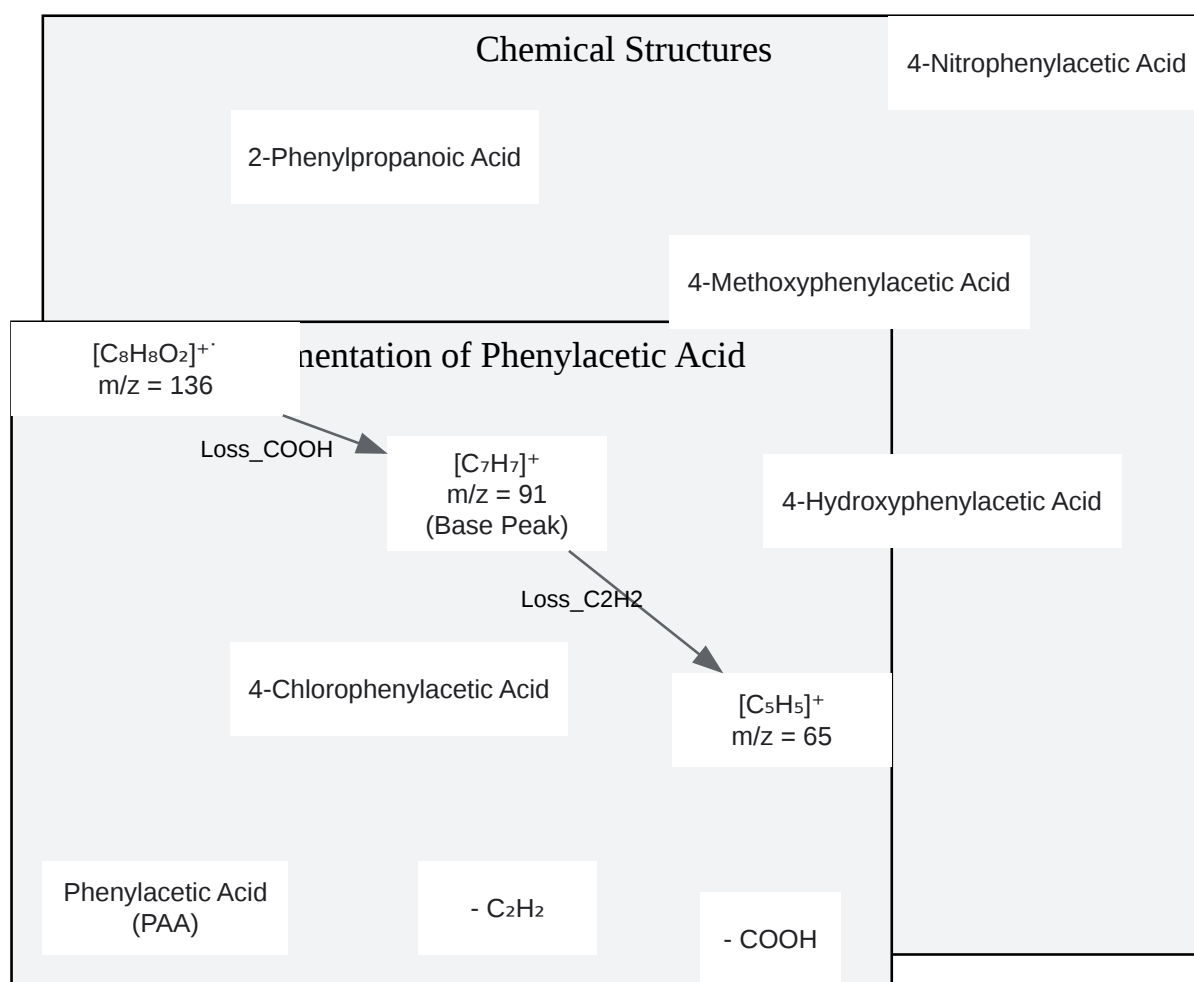 Chemical Structures
4-Nitrophenylacetic Acid
2-Phenylpropanoic Acid
4-Methoxyphenylacetic Acid
mentation of Phenylacetic Acid
[C₈H₈O₂]⁺˙
m/z = 136
Loss_COOH
[C₇H₇]⁺
m/z = 91
(Base Peak)
4-Hydroxyphenylacetic Acid
Loss_C2H2
4-Chlorophenylacetic Acid
[C₅H₅]⁺
m/z = 65
Phenylacetic Acid
(PAA)
- C₂H₂
- COOH